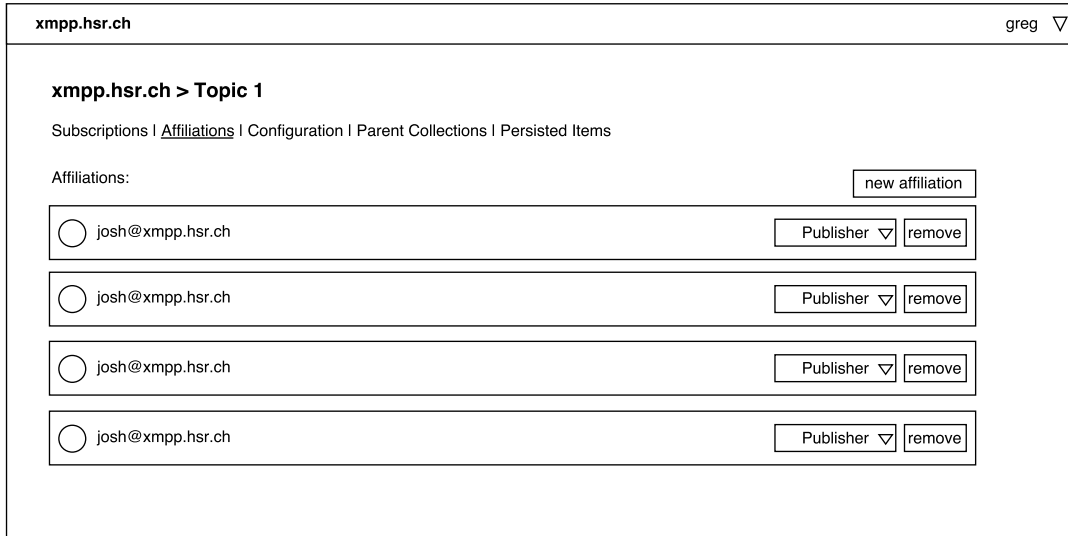 xmpp.hsr.ch greg
xmpp.hsr.ch > Topic 1
Subscriptions | Affiliations | Configuration | Parent Collections | Persisted Items
Affiliations: new affiliation
josh@xmpp.hsr.ch Publisher remove
josh@xmpp.hsr.ch Publisher remove
josh@xmpp.hsr.ch Publisher remove
josh@xmpp.hsr.ch Publisher remove